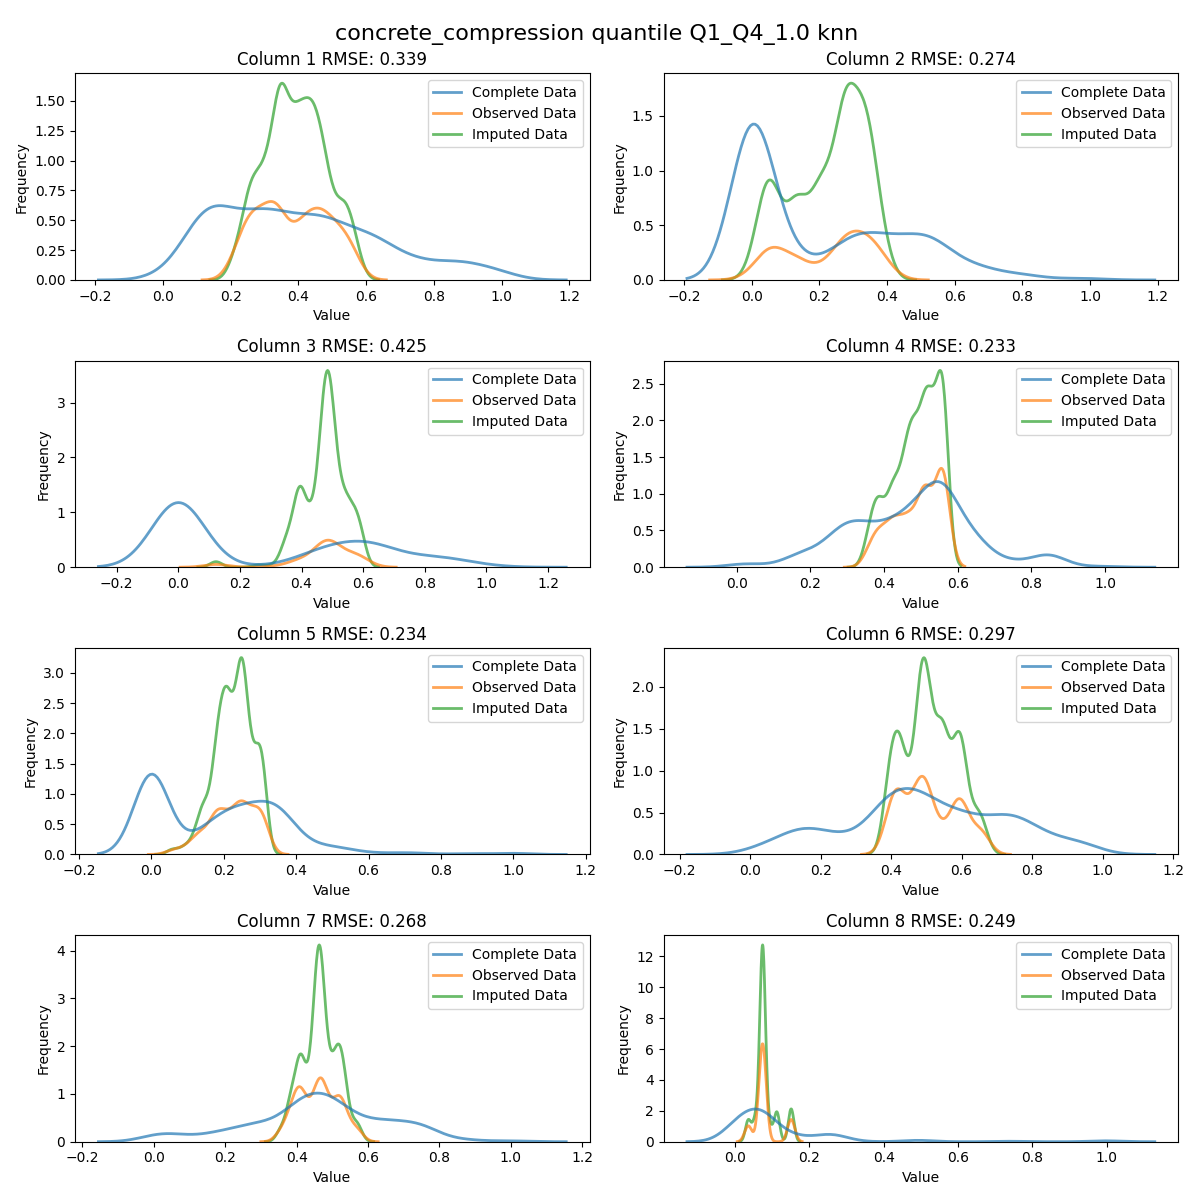 concrete_compression quantile Q1_Q4_1.0 knn
Column 1 RMSE: 0.339
Frequency
1.50
1.25
1.00
0.75
0.50
0.25
0.00
Complete Data
Observed Data
Imputed Data
−0.2 0.0 0.2 0.4 0.6 0.8 1.0 1.2
Value
Column 2 RMSE: 0.274
Frequency
1.5
1.0
0.5
0.0
Complete Data
Observed Data
Imputed Data
−0.2 0.0 0.2 0.4 0.6 0.8 1.0 1.2
Value
Column 3 RMSE: 0.425
Frequency
3
2
1
0
Complete Data
Observed Data
Imputed Data
−0.2 0.0 0.2 0.4 0.6 0.8 1.0 1.2
Value
Column 4 RMSE: 0.233
Frequency
2.5
2.0
1.5
1.0
0.5
0.0
Complete Data
Observed Data
Imputed Data
0.0 0.2 0.4 0.6 0.8 1.0
Value
Column 5 RMSE: 0.234
Frequency
3.0
2.5
2.0
1.5
1.0
0.5
0.0
Complete Data
Observed Data
Imputed Data
−0.2 0.0 0.2 0.4 0.6 0.8 1.0 1.2
Value
Column 6 RMSE: 0.297
Frequency
2.0
1.5
1.0
0.5
0.0
Complete Data
Observed Data
Imputed Data
−0.2 0.0 0.2 0.4 0.6 0.8 1.0 1.2
Value
Column 7 RMSE: 0.268
Frequency
4
3
2
1
0
Complete Data
Observed Data
Imputed Data
−0.2 0.0 0.2 0.4 0.6 0.8 1.0 1.2
Value
Column 8 RMSE: 0.249
Frequency
12
10
8
6
4
2
0
Complete Data
Observed Data
Imputed Data
0.0 0.2 0.4 0.6 0.8 1.0
Value